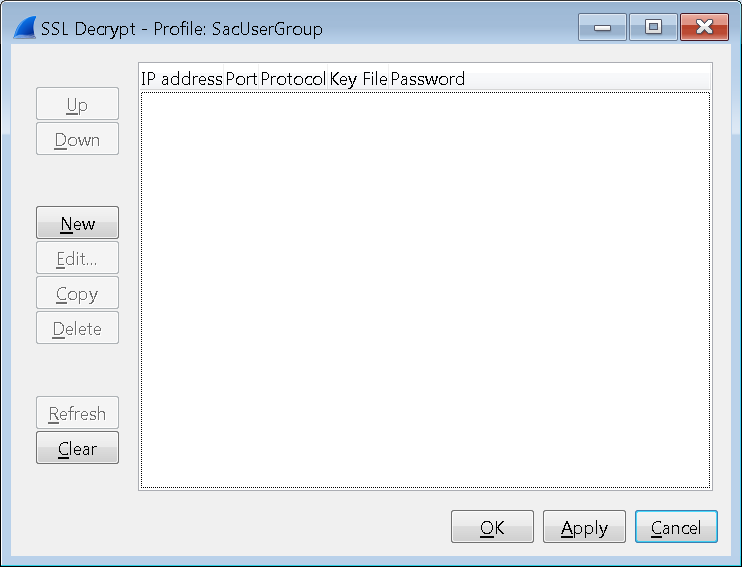 SSL Decrypt - Profile: SacUserGroup
IP address Port Protocol Key File Password
Up
Down
New
Edit...
Copy
Delete
Refresh
Clear
OK Apply Cancel